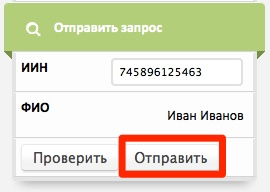 Отправить запрос
ИИН 745896125463
ФИО Иван Иванов
Проверить Отправить